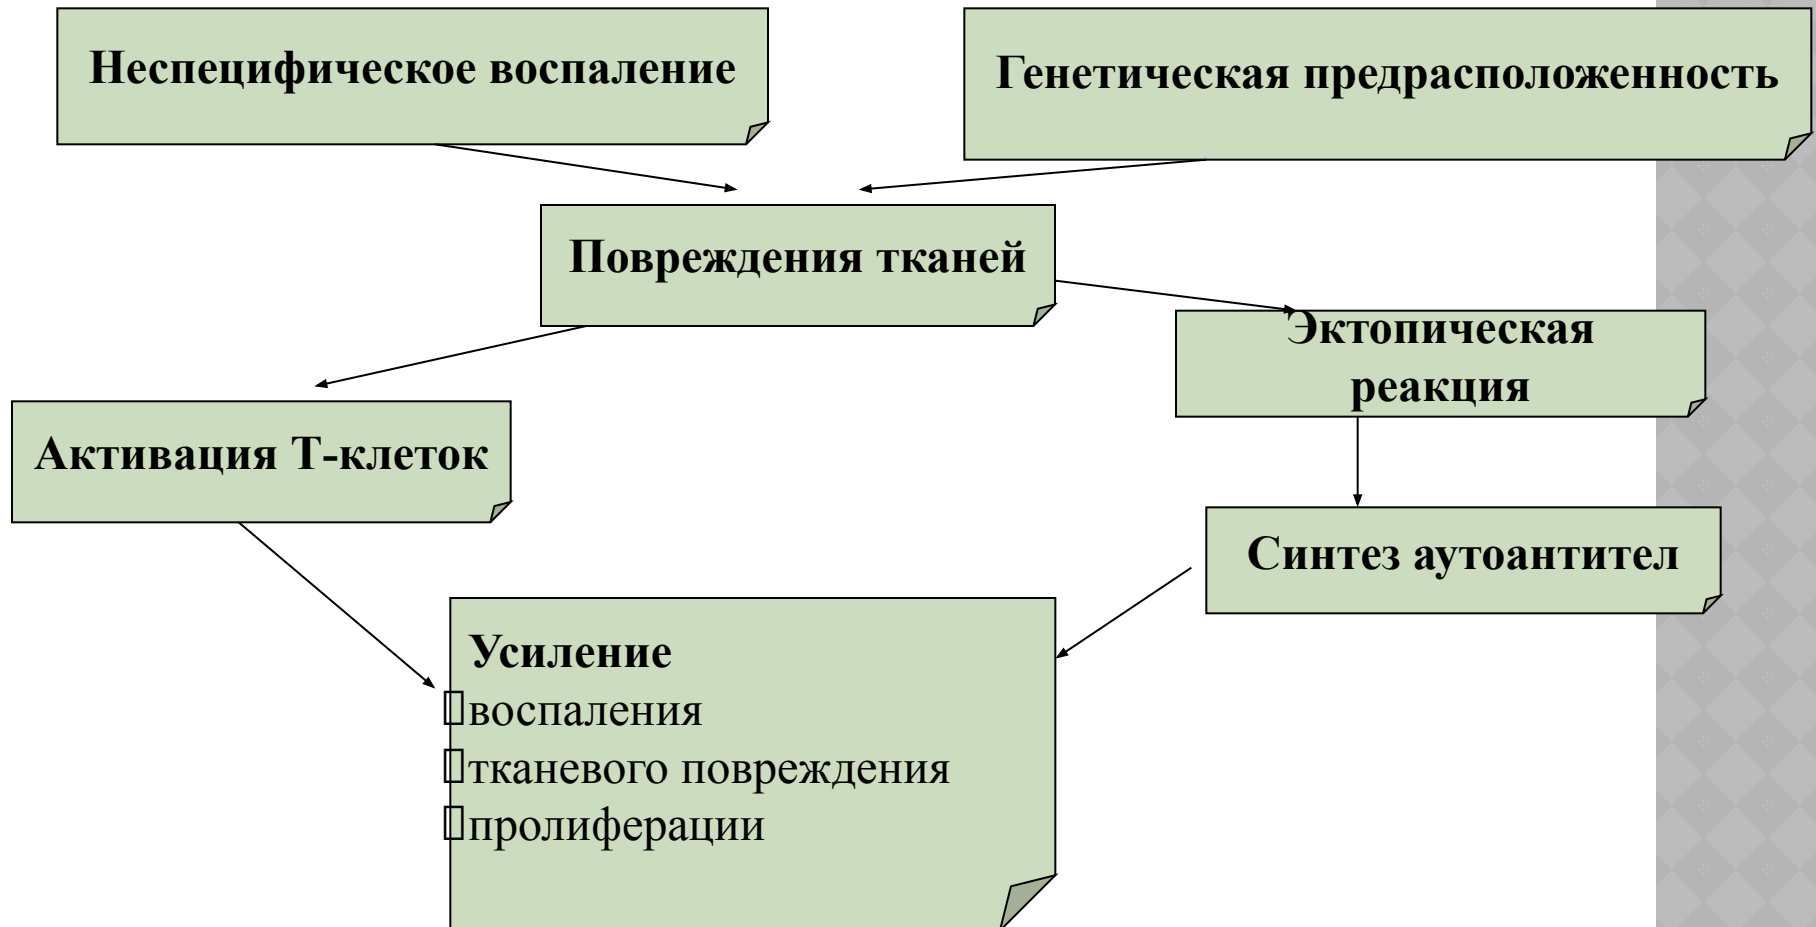 Неспецифическое воспаление
Генетическая предрасположенность
Повреждения тканей
Эктопическая
реакция
Активация Т-клеток
Синтез аутоантител
Усиление
воспаления
тканевого повреждения
пролиферации